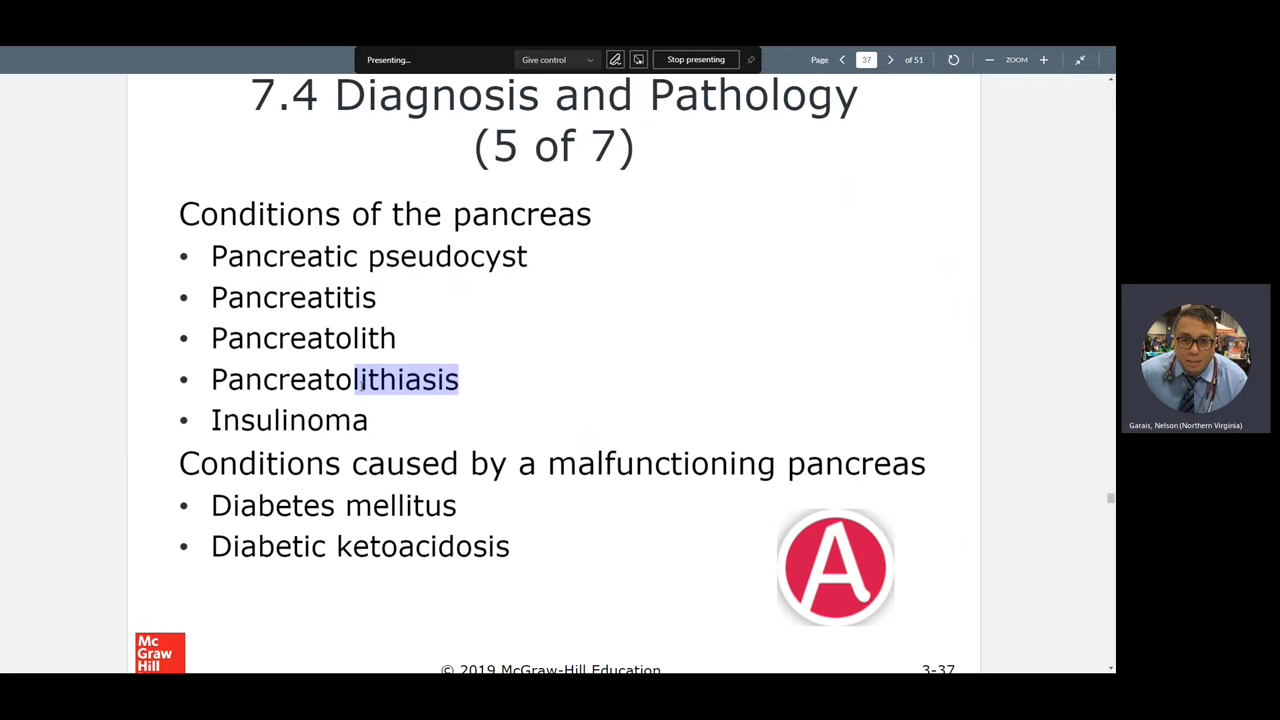 Presenting...
Give control
Stop presenting
Page
37
of 51
ZOOM
7.4 Diagnosis and Pathology
(5 of 7)
Conditions of the pancreas
• Pancreatic pseudocyst
• Pancreatitis
• Pancreatolith
• Pancreatolithiasis
• Insulinoma
Conditions caused by a malfunctioning pancreas
• Diabetes mellitus
• Diabetic ketoacidosis
A
Mc
Graw
Hill
© 2019 McGraw-Hill Education
3-37
Garais, Nelson (Northern Virginia)